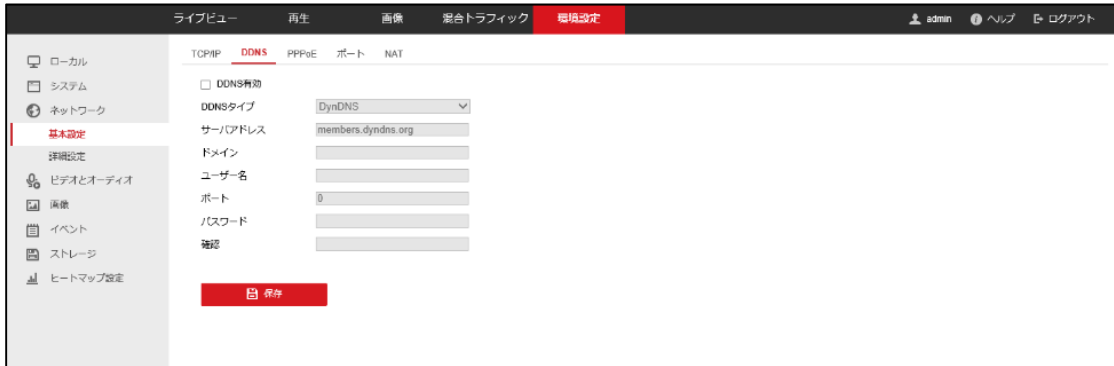 ライブビュー 再生 画像 混合トラフィック 環境設定 admin ヘルプ ログアウト
ローカル
システム
ネットワーク
基本設定
詳細設定
ビデオとオーディオ
画像
イベント
ストレージ
ヒートマップ設定
TCP/IP DDNS PPPoE ポート NAT
DDNS有効
DDNSタイプ DynDNS
サーバアドレス members.dyndns.org
ドメイン
ユーザー名
ポート 0
パスワード
確認
保存